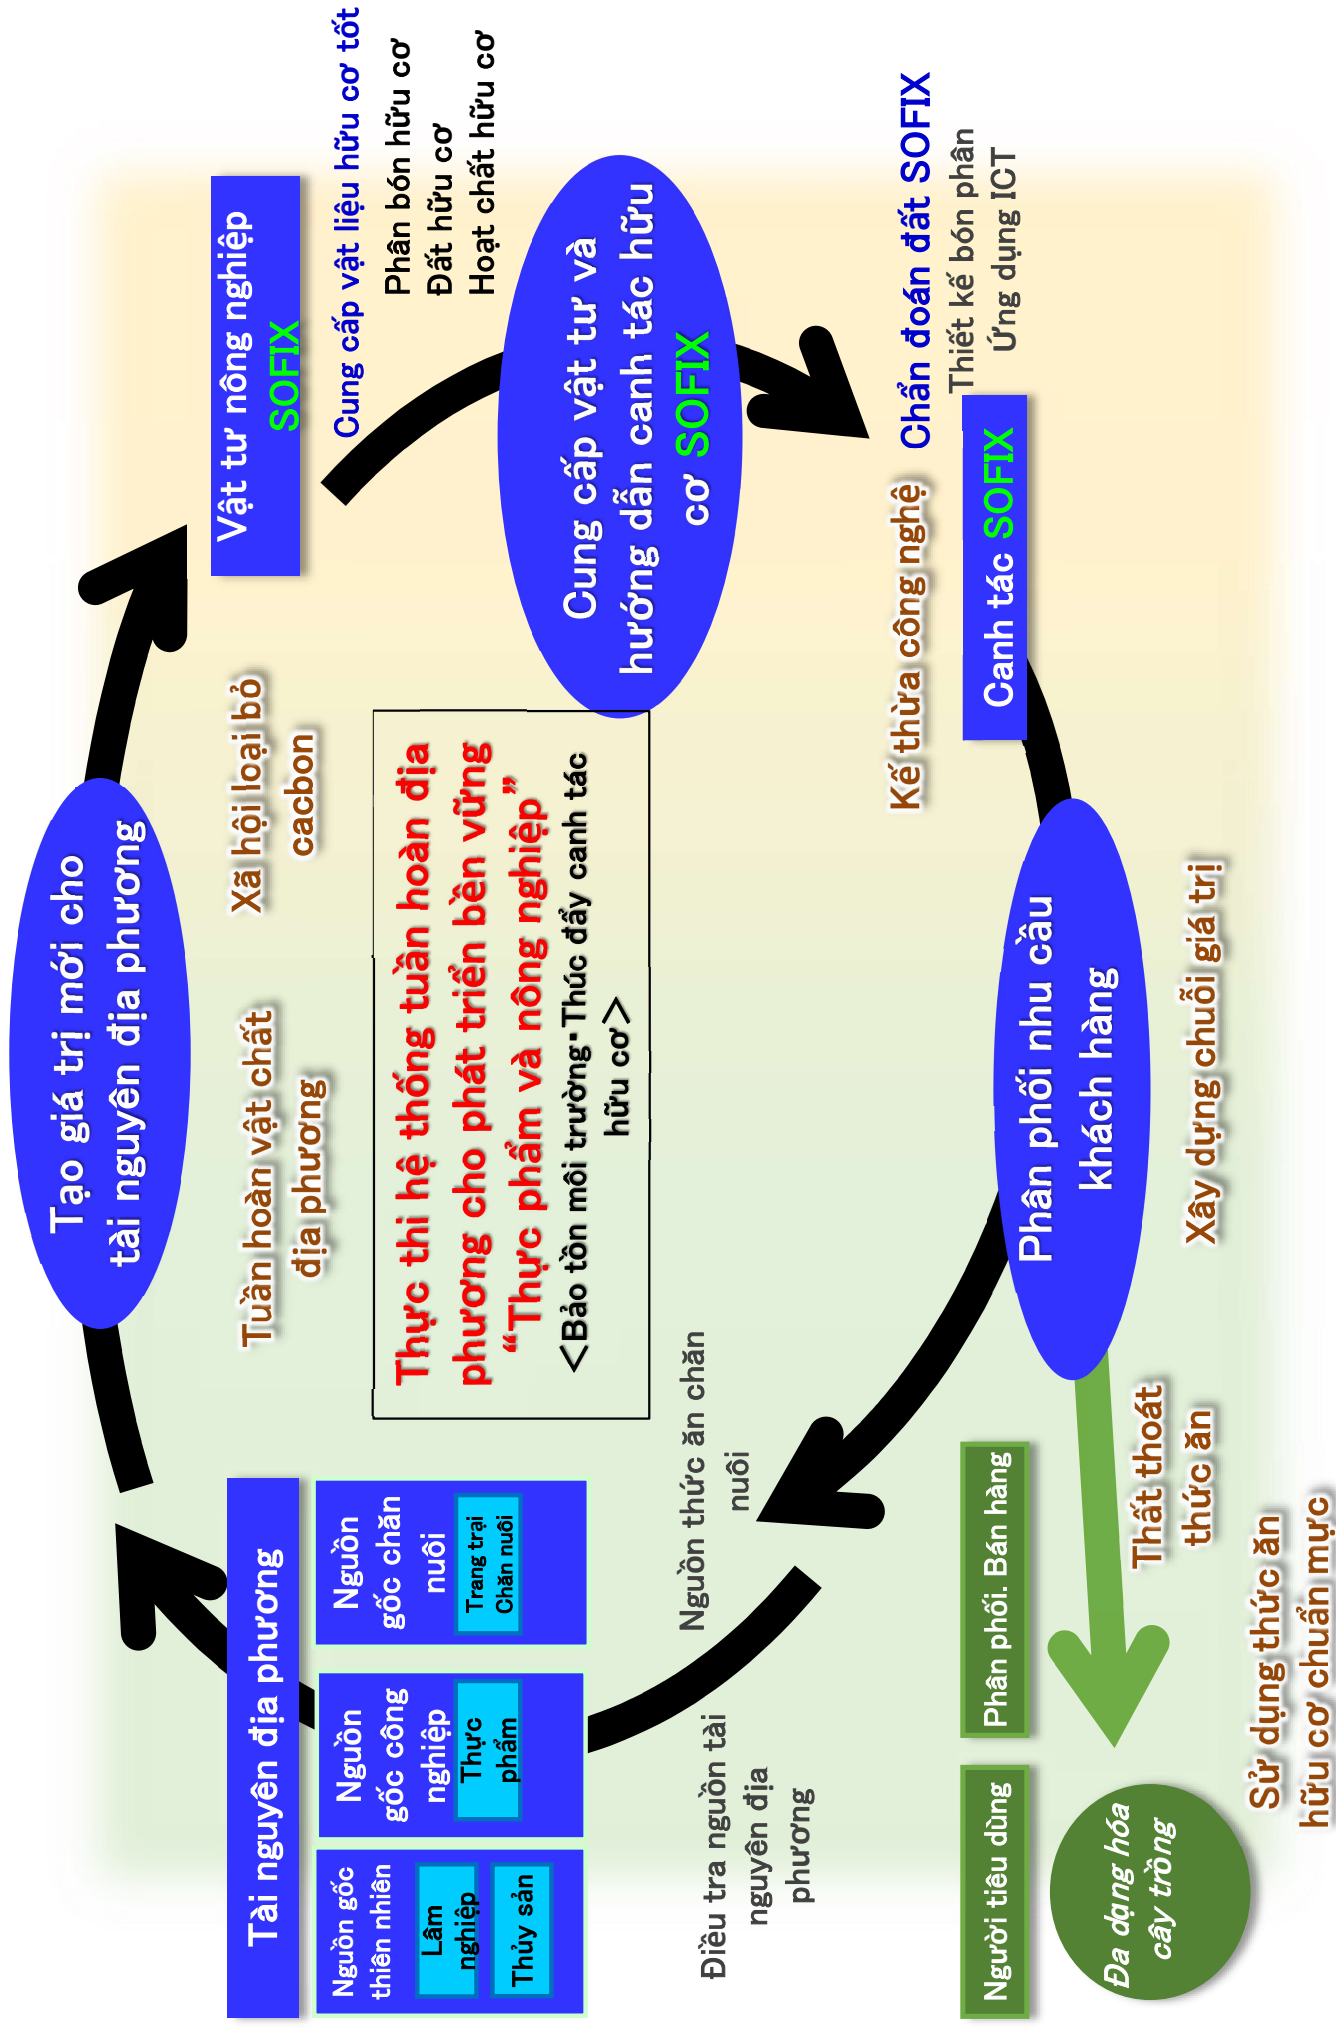 Tạo giá trị mới cho
tài nguyên địa phương
Tài nguyên địa phương
Nguồn gốc
thiên nhiên
Lâm
nghiệp
Thủy sản
Nguồn
gốc công
nghiệp
Thực
phẩm
Nguồn
gốc chăn
nuôi
Trang trại
Chăn nuôi
Tuần hoàn vật chất
địa phương
Xã hội loại bỏ
cacbon
Vật tư nông nghiệp
SOFIX
Cung cấp vật liệu hữu cơ tốt
Phân bón hữu cơ
Đất hữu cơ
Hoạt chất hữu cơ
Thực thi hệ thống tuần hoàn địa
phương cho phát triển bền vững
“Thực phẩm và nông nghiệp”
<Bảo tồn môi trường・Thúc đẩy canh tác
hữu cơ>
Cung cấp vật tư và
hướng dẫn canh tác hữu
cơ SOFIX
Điều tra nguồn tài
nguyên địa
phương
Nguồn thức ăn chăn
nuôi
Kế thừa công nghệ
Chẩn đoán đất SOFIX
Thiết kế bón phân
Ứng dụng ICT
Canh tác SOFIX
Người tiêu dùng
Phân phối. Bán hàng
Phân phối nhu cầu
khách hàng
Đa dạng hóa
cây trồng
Thất thoát
thức ăn
Xây dựng chuỗi giá trị
Sử dụng thức ăn
hữu cơ chuẩn mực